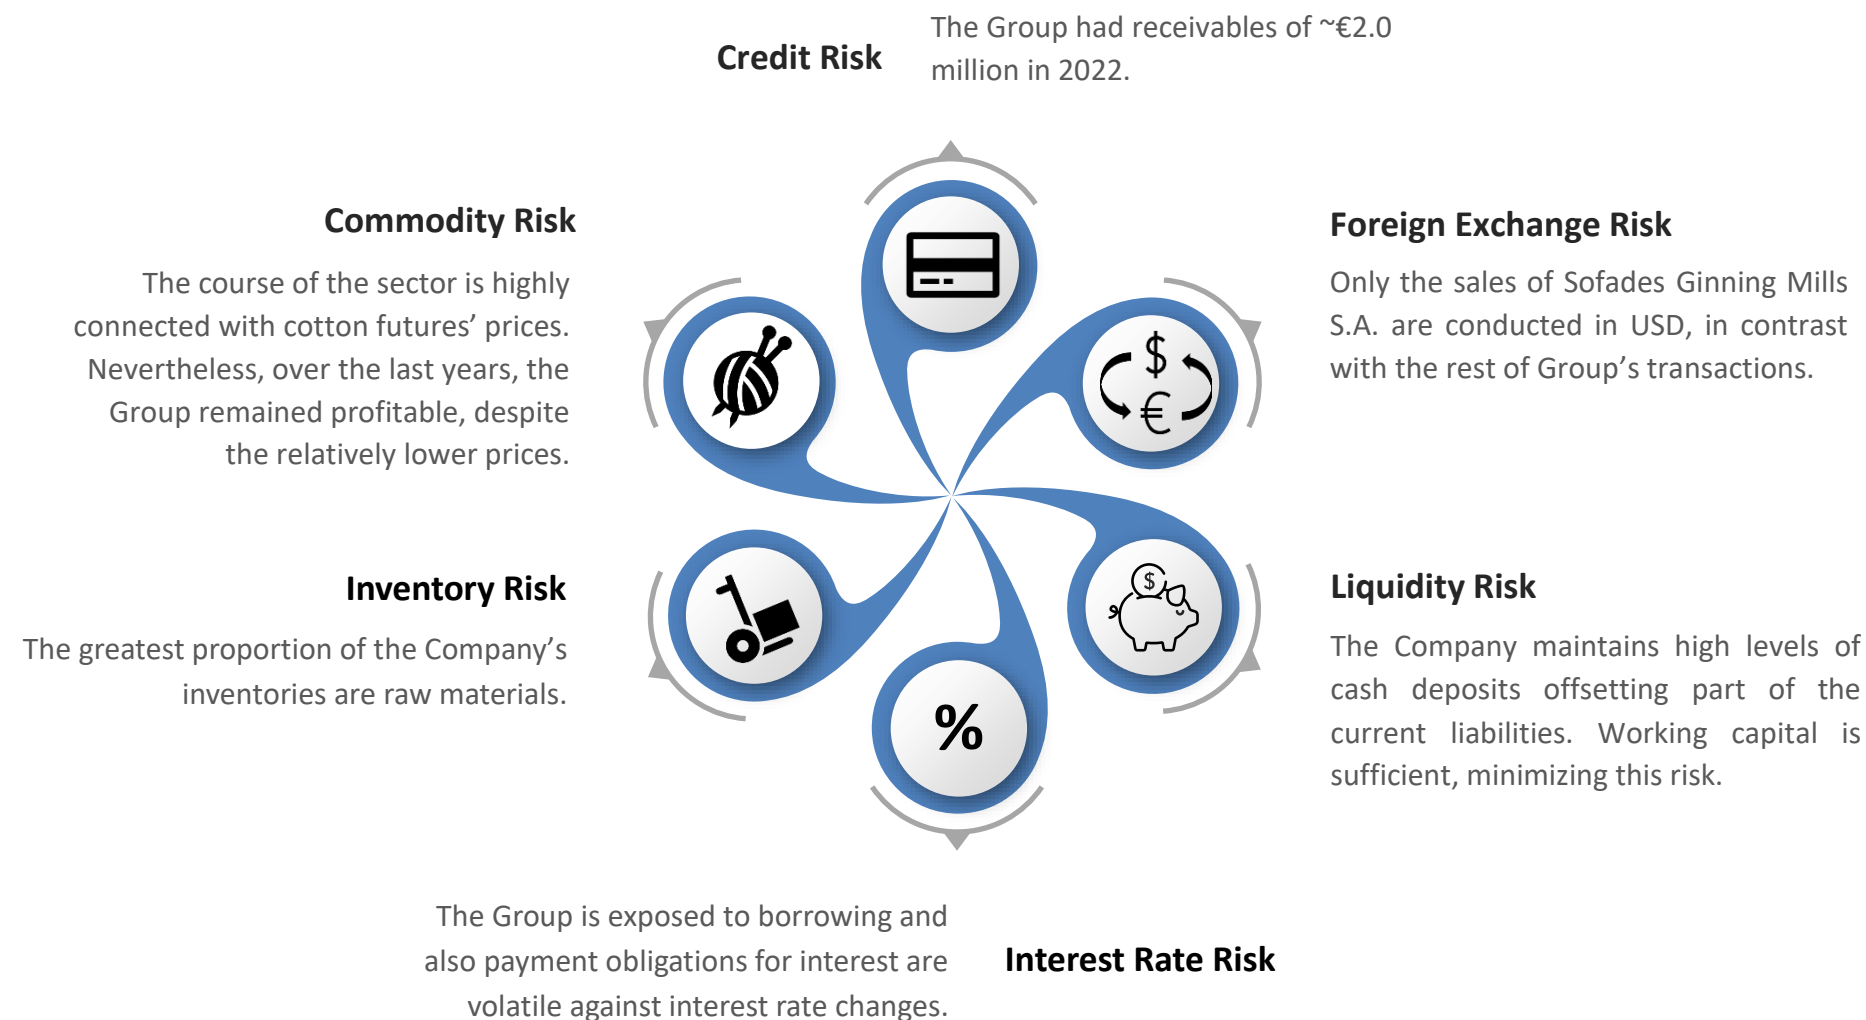 Credit Risk
The Group had receivables of ~€2.0
million in 2022.
Commodity Risk
The course of the sector is highly
connected with cotton futures’ prices.
Nevertheless, over the last years, the
Group remained profitable, despite
the relatively lower prices.
Foreign Exchange Risk
Only the sales of Sofades Ginning Mills
S.A. are conducted in USD, in contrast
with the rest of Group’s transactions.
$
€
Inventory Risk
The greatest proportion of the Company’s
inventories are raw materials.
$
Liquidity Risk
The Company maintains high levels of
cash deposits offsetting part of the
current liabilities. Working capital is
sufficient, minimizing this risk.
%
The Group is exposed to borrowing and
also payment obligations for interest are
volatile against interest rate changes.
Interest Rate Risk